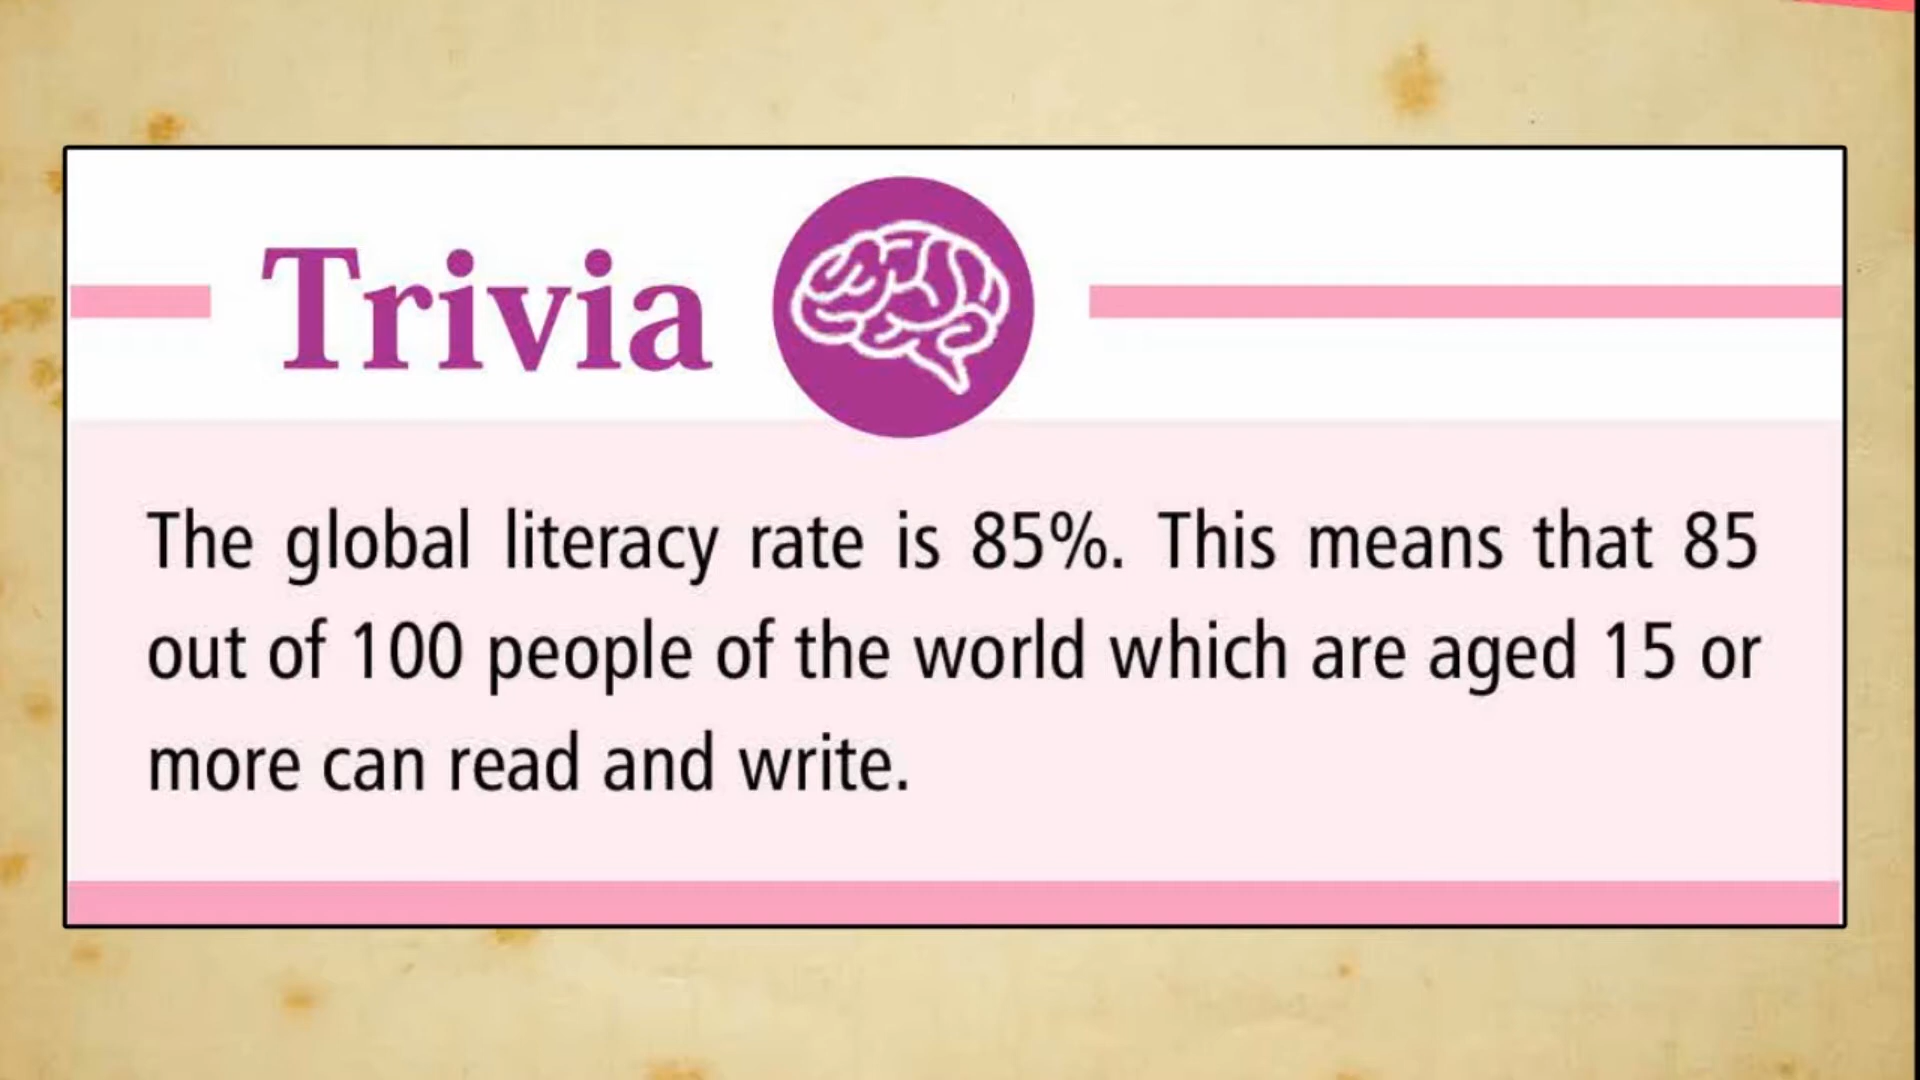 Trivia
The global literacy rate is 85%. This means that 85
out of 100 people of the world which are aged 15 or
more can read and write.